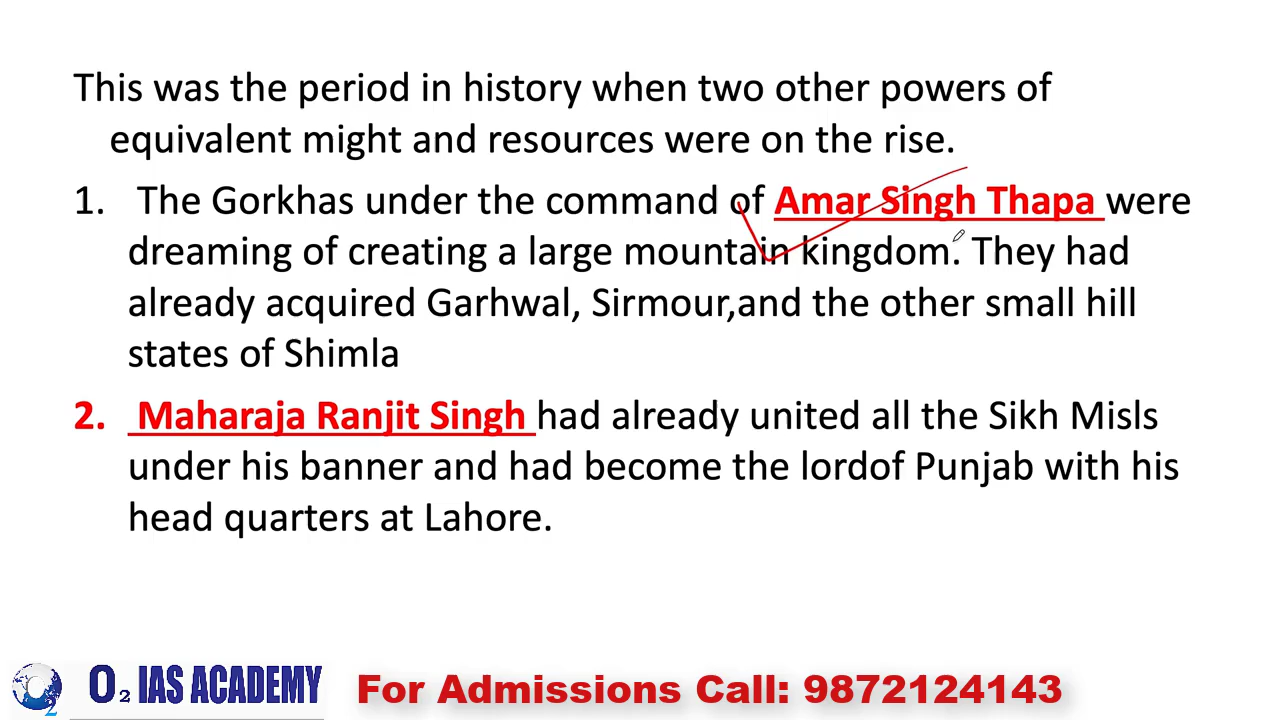 This was the period in history when two other powers of
equivalent might and resources were on the rise.
1. The Gorkhas under the command of Amar Singh Thapa were
dreaming of creating a large mountain kingdom. They had
already acquired Garhwal, Sirmour,and the other small hill
states of Shimla
2. Maharaja Ranjit Singh had already united all the Sikh Misls
under his banner and had become the lordof Punjab with his
head quarters at Lahore.
O2 IAS ACADEMY
For Admissions Call: 9872124143